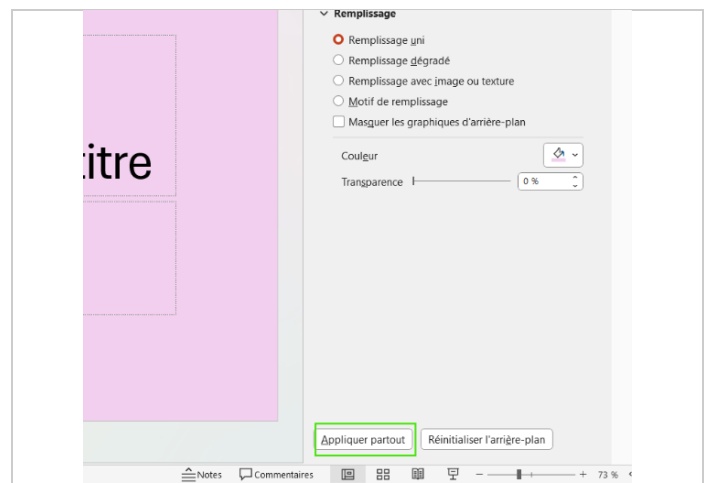 Remplissage
Remplissage uni
Remplissage dégradé
Remplissage avec image ou texture
Motif de remplissage
Masquer les graphiques d'arrière-plan
itre
Couleur
Transparence 0 %
Appliquer partout Réinitialiser l'arrière-plan
Notes Commentaires 73 %